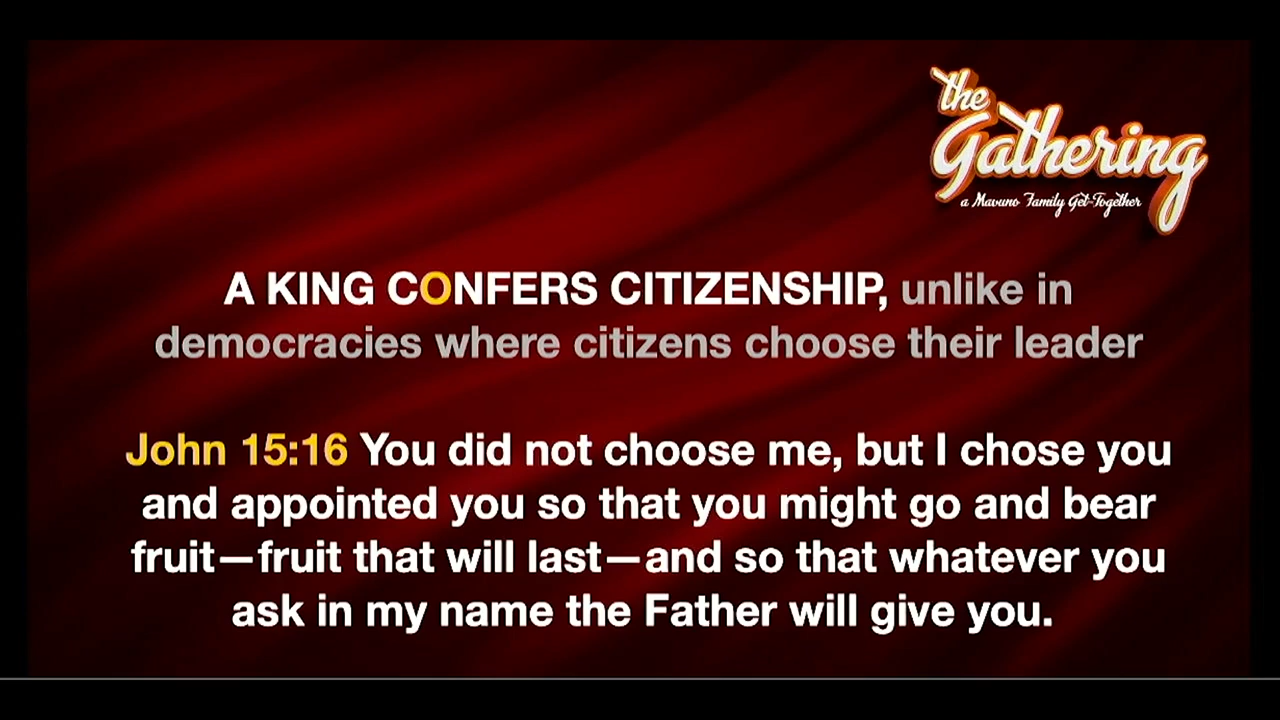 the
Gathering
a Mavuno Family Get-Together
A KING CONFERS CITIZENSHIP, unlike in
democracies where citizens choose their leader
John 15:16 You did not choose me, but I chose you
and appointed you so that you might go and bear
fruit—fruit that will last—and so that whatever you
ask in my name the Father will give you.